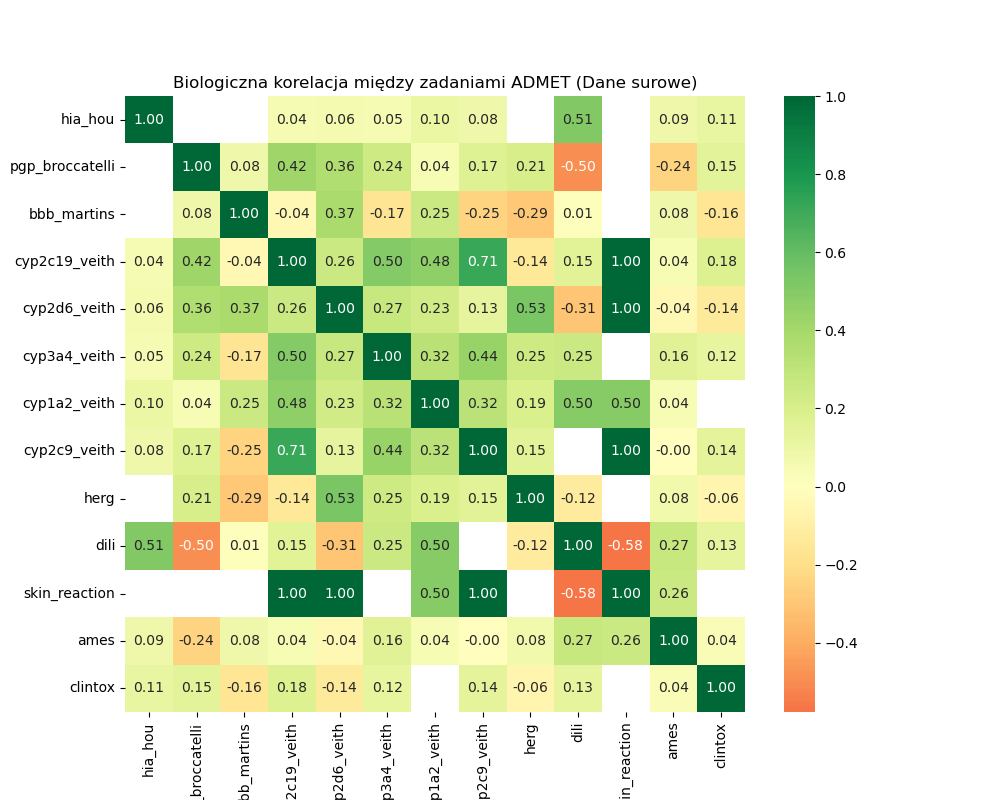 Biologiczna korelacja między zadaniami ADMET (Dane surowe)
hia_hou 1.00 0.04 0.06 0.05 0.10 0.08 0.51 0.09 0.11
pgp_broccatelli 1.00 0.08 0.42 0.36 0.24 0.04 0.17 0.21 -0.50 -0.24 0.15
bbb_martins 0.08 1.00 -0.04 0.37 -0.17 0.25 -0.25 -0.29 0.01 0.08 -0.16
cyp2c19_veith 0.04 0.42 -0.04 1.00 0.26 0.50 0.48 0.71 -0.14 0.15 1.00 0.04 0.18
cyp2d6_veith 0.06 0.36 0.37 0.26 1.00 0.27 0.23 0.13 0.53 -0.31 1.00 -0.04 -0.14
cyp3a4_veith 0.05 0.24 -0.17 0.50 0.27 1.00 0.32 0.44 0.25 0.25 0.16 0.12
cyp1a2_veith 0.10 0.04 0.25 0.48 0.23 0.32 1.00 0.32 0.19 0.50 0.50 0.04
cyp2c9_veith 0.08 0.17 -0.25 0.71 0.13 0.44 0.32 1.00 0.15 1.00 -0.00 0.14
herg 0.21 -0.29 -0.14 0.53 0.25 0.19 0.15 1.00 -0.12 0.08 -0.06
dili 0.51 -0.50 0.01 0.15 -0.31 0.25 0.50 -0.12 1.00 -0.58 0.27 0.13
skin_reaction 1.00 1.00 0.50 1.00 -0.58 1.00 0.26
ames 0.09 -0.24 0.08 0.04 -0.04 0.16 0.04 -0.00 0.08 0.27 0.26 1.00 0.04
clintox 0.11 0.15 -0.16 0.18 -0.14 0.12 0.14 -0.06 0.13 0.04 1.00
hia_hou
_broccatelli
bb_martins
2c19_veith
p2d6_veith
p3a4_veith
p1a2_veith
p2c9_veith
herg
dili
in_reaction
ames
clintox
1.0
0.8
0.6
0.4
0.2
0.0
−0.2
−0.4